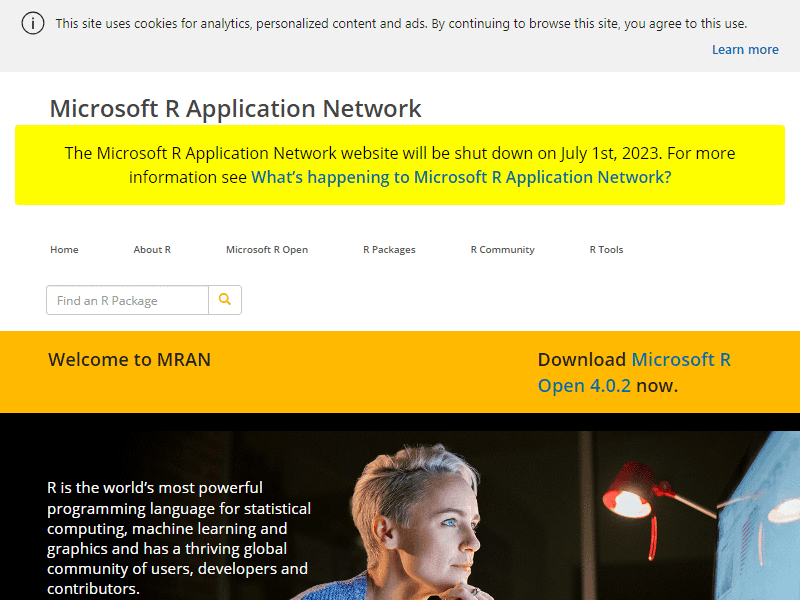 This site uses cookies for analytics, personalized content and ads. By continuing to browse this site, you agree to this use.
Learn more
Microsoft R Application Network
The Microsoft R Application Network website will be shut down on July 1st, 2023. For more
information see What's happening to Microsoft R Application Network?
Home About R Microsoft R Open R Packages R Community R Tools
Find an R Package
Welcome to MRAN
Download Microsoft R
Open 4.0.2 now.
R is the world's most powerful
programming language for statistical
computing, machine learning and
graphics and has a thriving global
community of users, developers and
contributors.